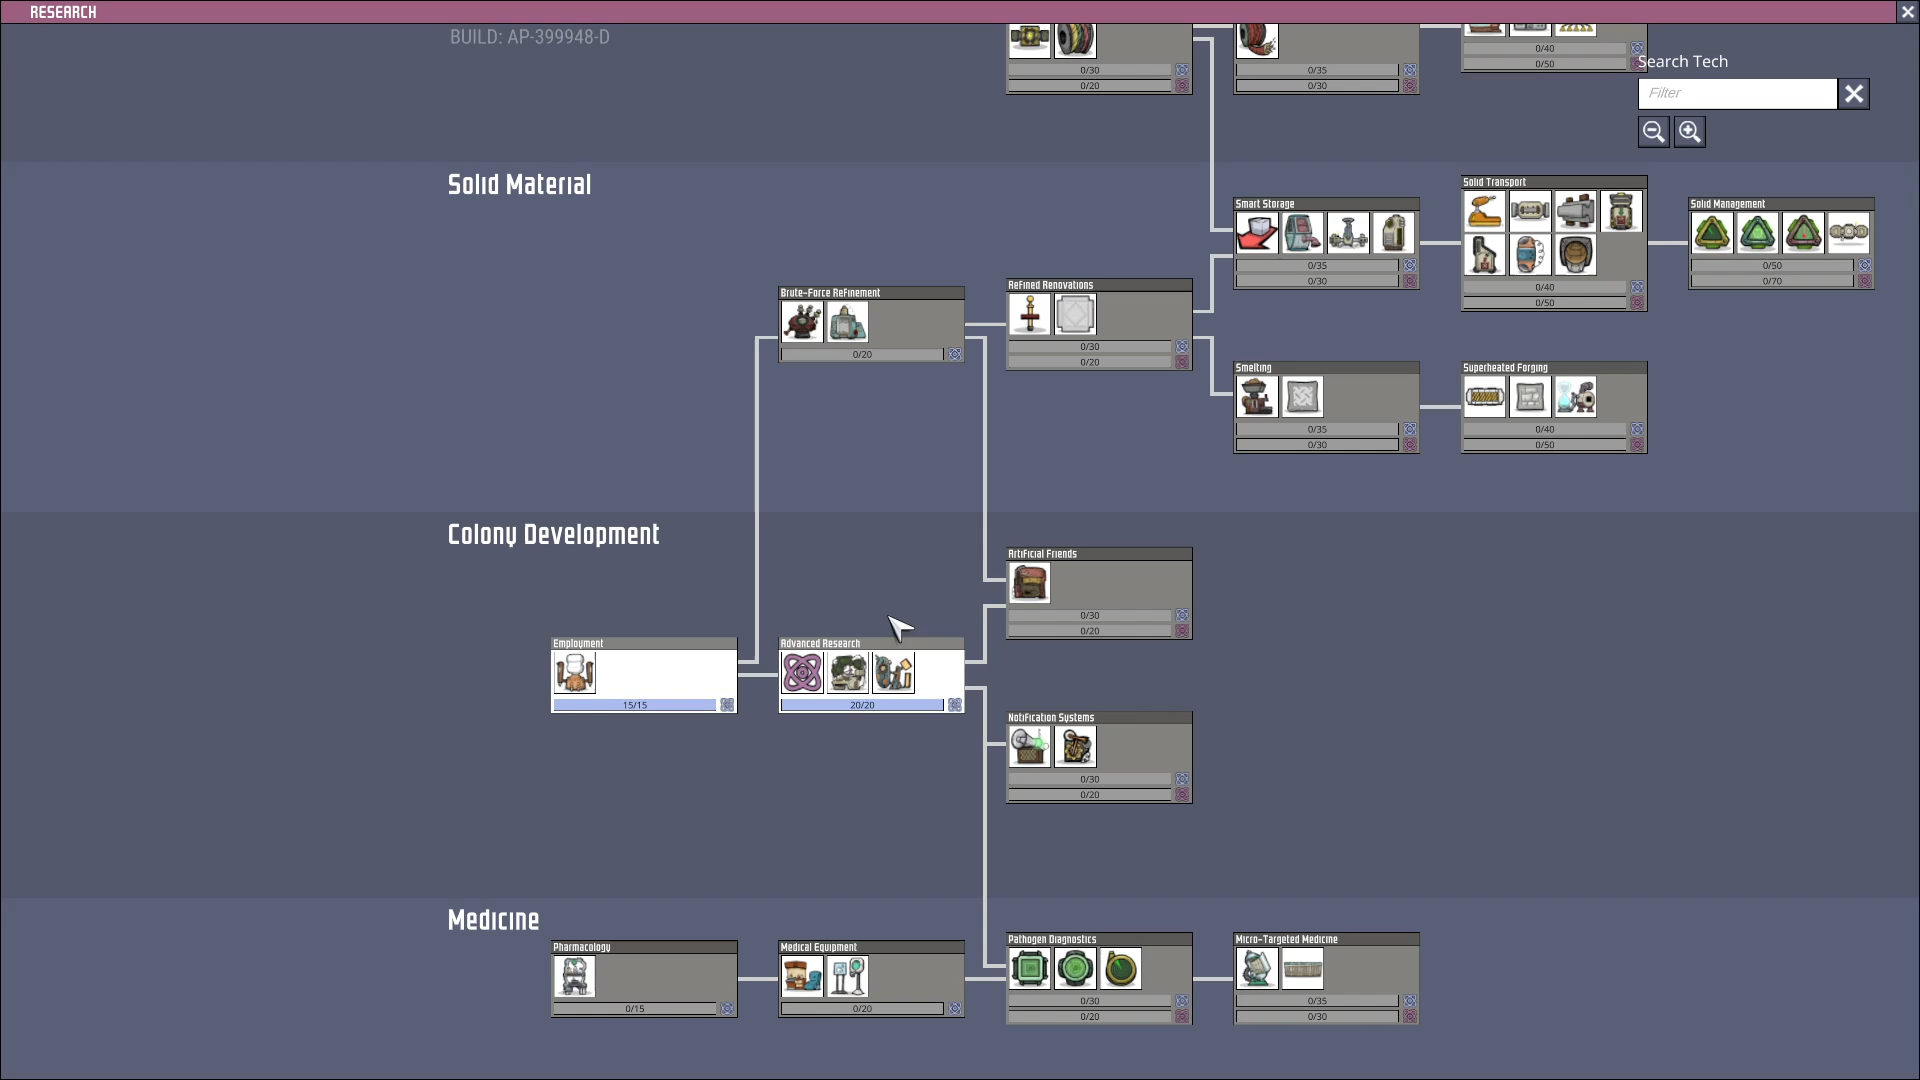 RESEARCH
BUILD: AP-399948-D
0/30
0/20
0/35
0/30
0/40
0/50
Search Tech
Filter
Solid Material
Solid Transport
0/40
0/50
Smart Storage
0/35
0/30
Solid Management
0/50
0/70
Refined Renovations
0/30
0/20
Brute-Force Refinement
0/20
Smelting
0/35
0/30
Superheated Forging
0/40
0/50
Colony Development
Artificial Friends
0/30
0/20
Employment
15/15
Advanced Research
20/20
Notification Systems
0/30
0/20
Medicine
Pharmacology
0/15
Medical Equipment
0/20
Pathogen Diagnostics
0/30
0/20
Micro-Targeted Medicine
0/35
0/30